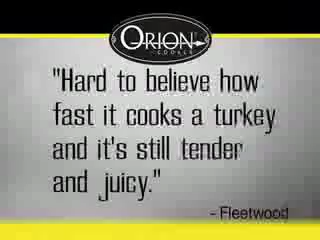 ORION
COOKER
"Hard to believe how
fast it cooks a turkey
and it's still tender
and juicy."
- Fleetwood